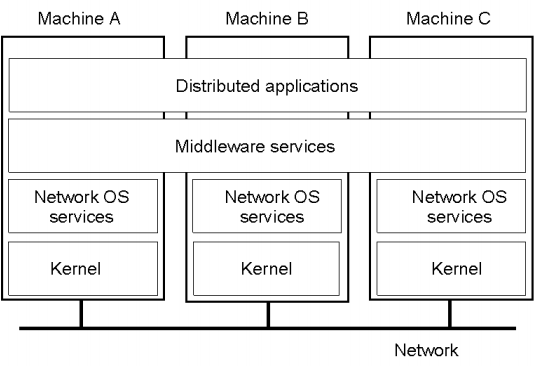 Machine A
Machine B
Machine C
Distributed applications
Middleware services
Network OS
services
Network OS
services
Network OS
services
Kernel
Kernel
Kernel
Network